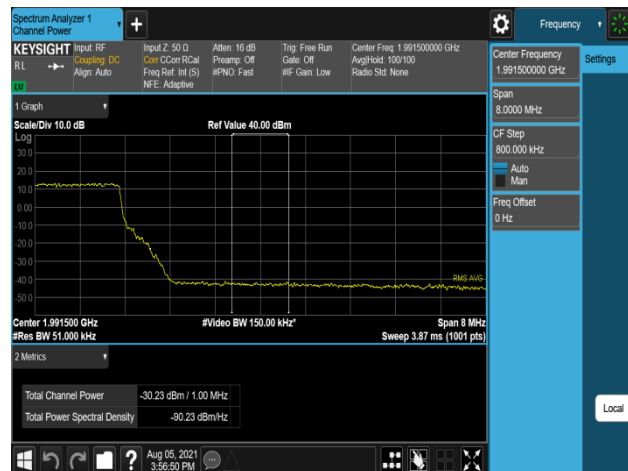 Spectrum Analyzer 1
Channel Power
Frequency
KEYSIGHT
RL
LW
Input: RF
Coupling: DC
Align: Auto
Input Z: 50 Ω
Corr CCorr RCal
Freq Ref: Int (S)
NFE: Adaptive
Atten: 16 dB
Preamp: Off
#PNO: Fast
Trig: Free Run
Gate: Off
#IF Gain: Low
Center Freq: 1.991500000 GHz
Avg|Hold: 100/100
Radio Std: None
Center Frequency
1.991500000 GHz
Settings
Span
8.0000 MHz
CF Step
800.000 kHz
Auto
Man
Freq Offset
0 Hz
1 Graph
Scale/Div 10.0 dB
Ref Value 40.00 dBm
Log
30.0
20.0
10.0
0.00
-10.0
-20.0
-30.0
-40.0
-50.0
RMS AVG
Center 1.991500 GHz
#Video BW 150.00 kHz*
Span 8 MHz
#Res BW 51.000 kHz
Sweep 3.87 ms (1001 pts)
2 Metrics
Total Channel Power
-30.23 dBm / 1.00 MHz
Total Power Spectral Density
-90.23 dBm/Hz
Local
?
Aug 05, 2021
3:56:50 PM